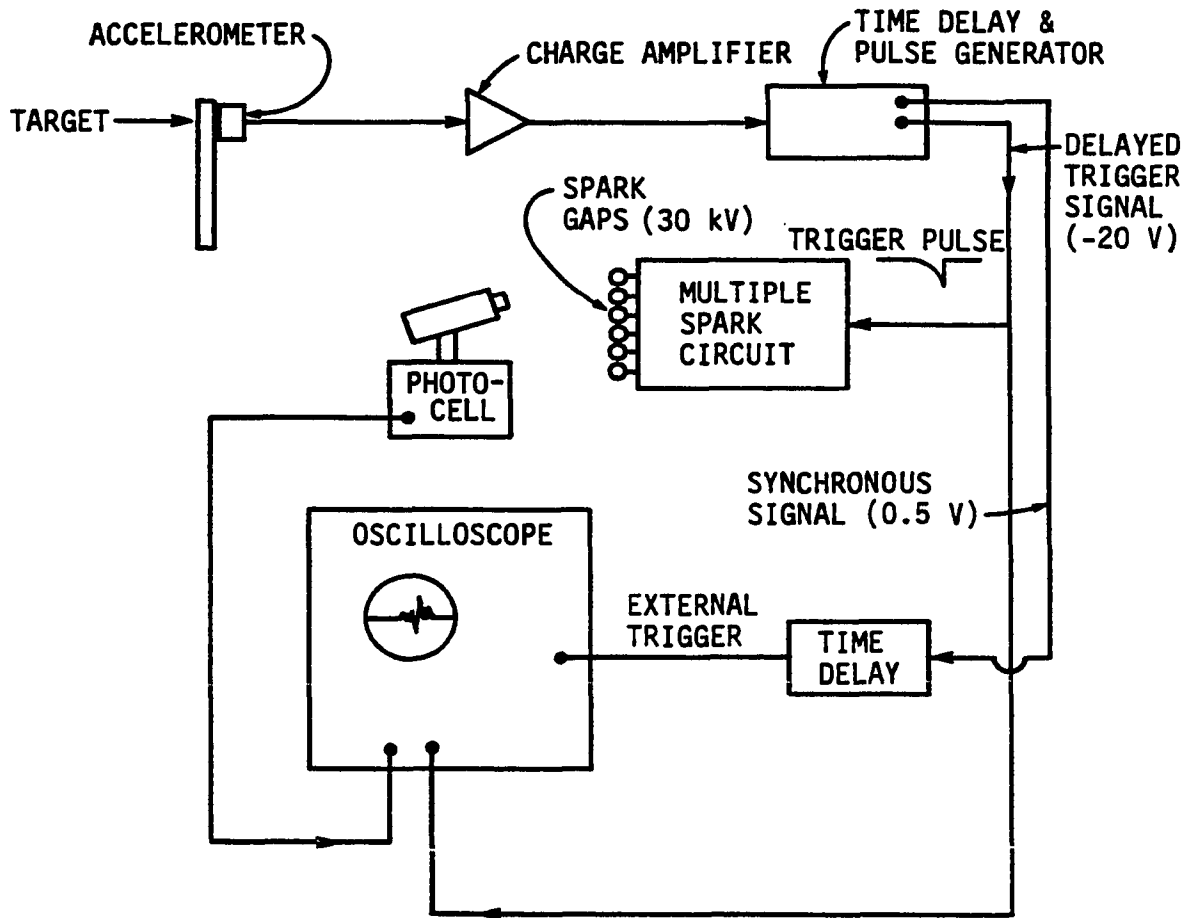 ACCELEROMETER
CHARGE AMPLIFIER
TIME DELAY &
PULSE GENERATOR
TARGET
DELAYED
TRIGGER
SIGNAL
(-20 V)
SPARK
GAPS (30 kV)
TRIGGER PULSE
MULTIPLE
SPARK
CIRCUIT
PHOTO-
CELL
SYNCHRONOUS
SIGNAL (0.5 V)
OSCILLOSCOPE
EXTERNAL
TRIGGER
TIME
DELAY